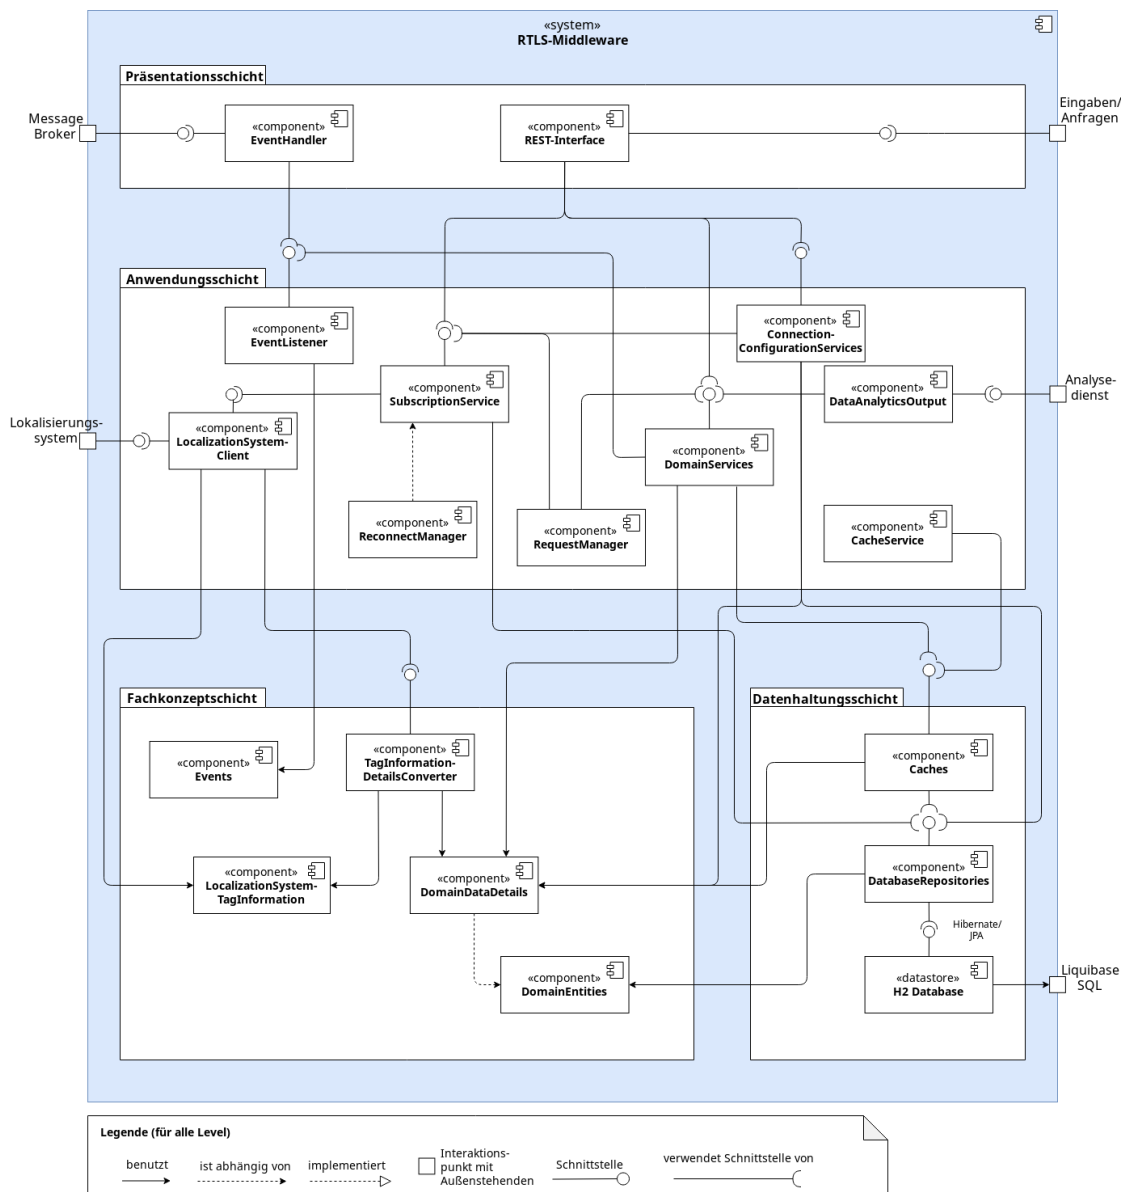 «system»
RTLS-Middleware
Präsentationsschicht
Message
Broker
«component»
EventHandler
«component»
REST-Interface
Eingaben/
Anfragen
Anwendungsschicht
«component»
EventListener
«component»
Connection-
ConfigurationServices
«component»
SubscriptionService
«component»
DataAnalyticsOutput
Analyse-
dienst
Lokalisierungs-
system
«component»
LocalizationSystem-
Client
«component»
DomainServices
«component»
ReconnectManager
«component»
RequestManager
«component»
CacheService
Fachkonzeptschicht
Datenhaltungsschicht
«component»
Events
«component»
TagInformation-
DetailsConverter
«component»
Caches
«component»
LocalizationSystem-
TagInformation
«component»
DomainDataDetails
«component»
DatabaseRepositories
Hibernate/
JPA
«component»
DomainEntities
«datastore»
H2 Database
Liquibase
SQL
Legende (für alle Level)
benutzt
ist abhängig von
implementiert
Interaktions-
punkt mit
Außenstehenden
Schnittstelle
verwendet Schnittstelle von